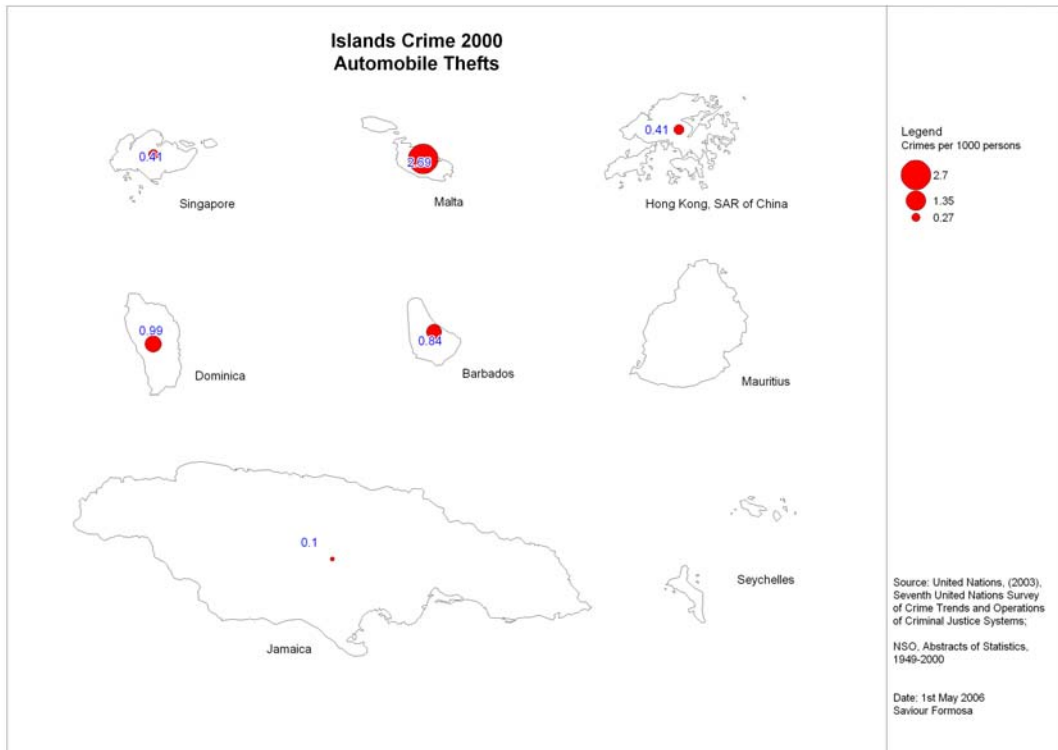 Islands Crime 2000
Automobile Thefts
0.41
Singapore
2.69
Malta
0.41
Hong Kong, SAR of China
0.99
Dominica
0.84
Barbados
Mauritius
0.1
Jamaica
Seychelles
Legend
Crimes per 1000 persons
2.7
1.35
0.27
Source: United Nations, (2003),
Seventh United Nations Survey
of Crime Trends and Operations
of Criminal Justice Systems;
NSO, Abstracts of Statistics,
1949-2000
Date: 1st May 2006
Saviour Formosa